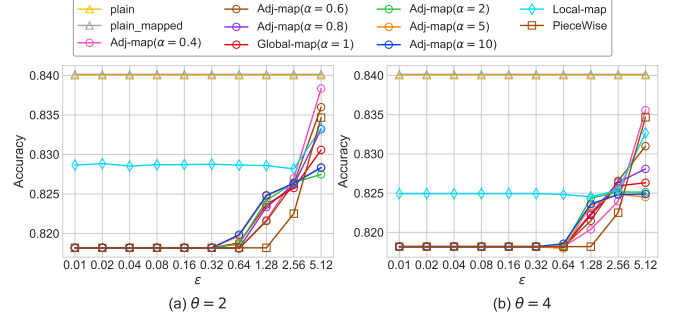 plain
plain_mapped
Adj-map(α = 0.4)
Adj-map(α = 0.6)
Adj-map(α = 0.8)
Global-map(α = 1)
Adj-map(α = 2)
Adj-map(α = 5)
Adj-map(α = 10)
Local-map
PieceWise
Accuracy
0.840
0.835
0.830
0.825
0.820
0.01 0.02 0.04 0.08 0.16 0.32 0.64 1.28 2.56 5.12
ε
(a) θ = 2
Accuracy
0.840
0.835
0.830
0.825
0.820
0.01 0.02 0.04 0.08 0.16 0.32 0.64 1.28 2.56 5.12
ε
(b) θ = 4